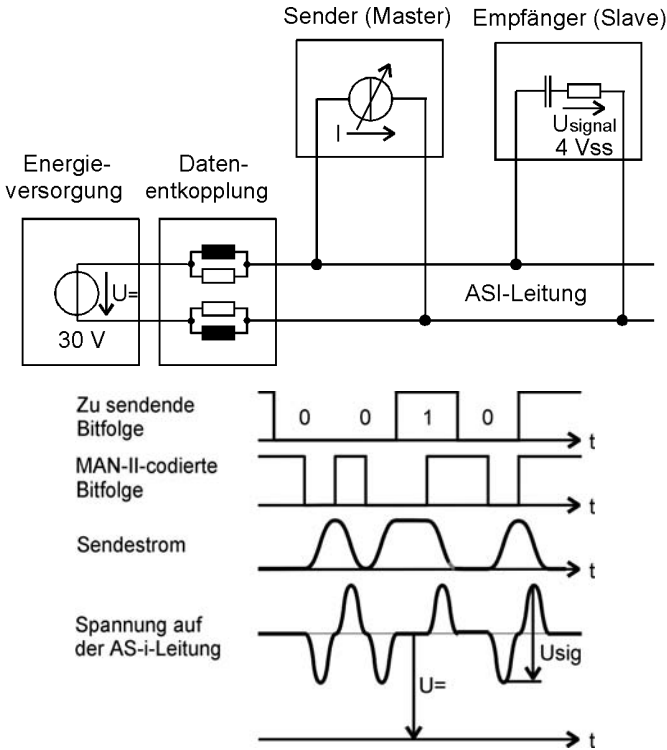 Sender (Master)
Empfänger (Slave)
I
Usignal
4 Vss
Energie-
versorgung
Daten-
entkopplung
U=
30 V
ASI-Leitung
Zu sendende
Bitfolge
0 0 1 0
t
MAN-II-codierte
Bitfolge
t
Sendestrom
t
Spannung auf
der AS-i-Leitung
Usig
U=
t